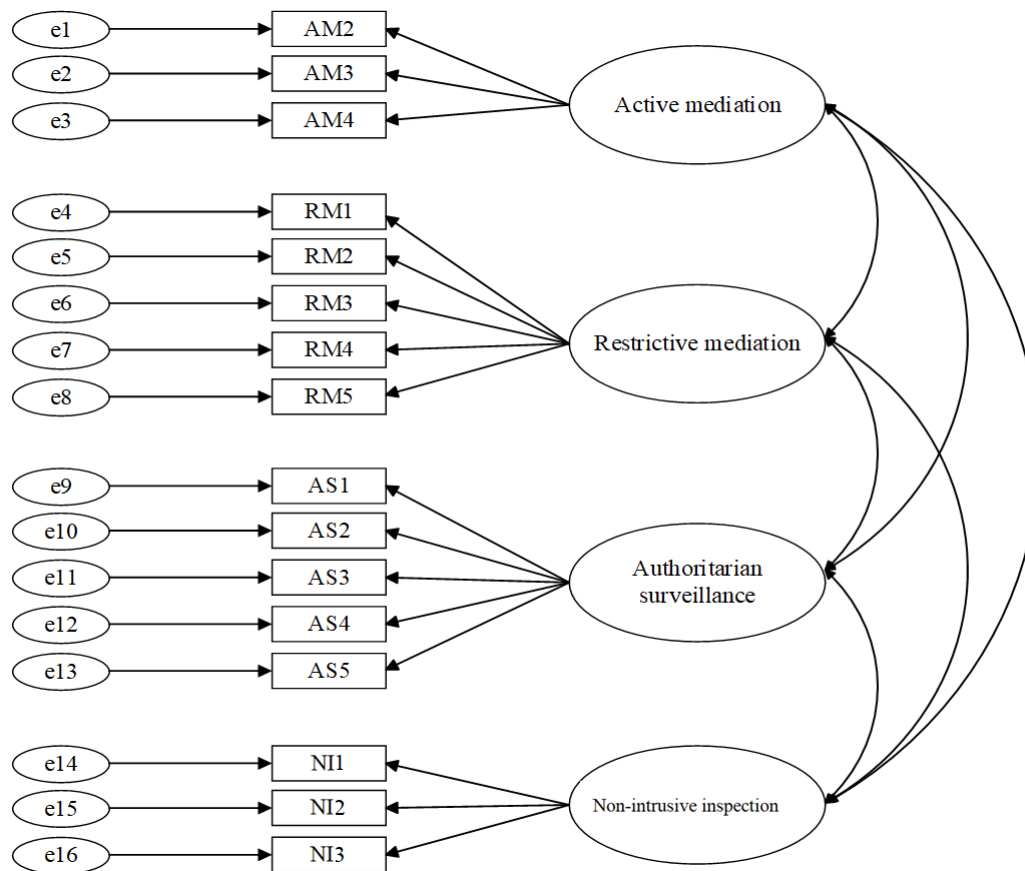 e1
AM2
e2
AM3
e3
AM4
Active mediation
e4
RM1
e5
RM2
e6
RM3
e7
RM4
e8
RM5
Restrictive mediation
e9
AS1
e10
AS2
e11
AS3
e12
AS4
e13
AS5
Authoritarian
surveillance
e14
NI1
e15
NI2
e16
NI3
Non-intrusive inspection